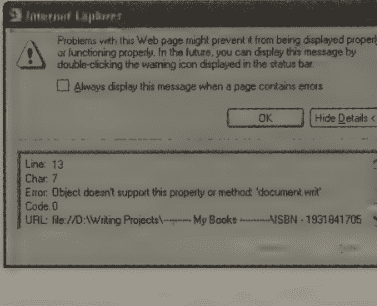 Internet Explorer
Problems with this Web page might prevent it from being displayed properly
or functioning properly. In the future, you can display this message by
double-clicking the warning icon displayed in the status bar.
Always display this message when a page contains errors
OK
Hide Details <
Line: 13
Char: 7
Error: Object doesn't support this property or method: 'document.writ'
Code: 0
URL: file://D:\Writing Projects\-------- My Books ----------\ISBN - 1931841705